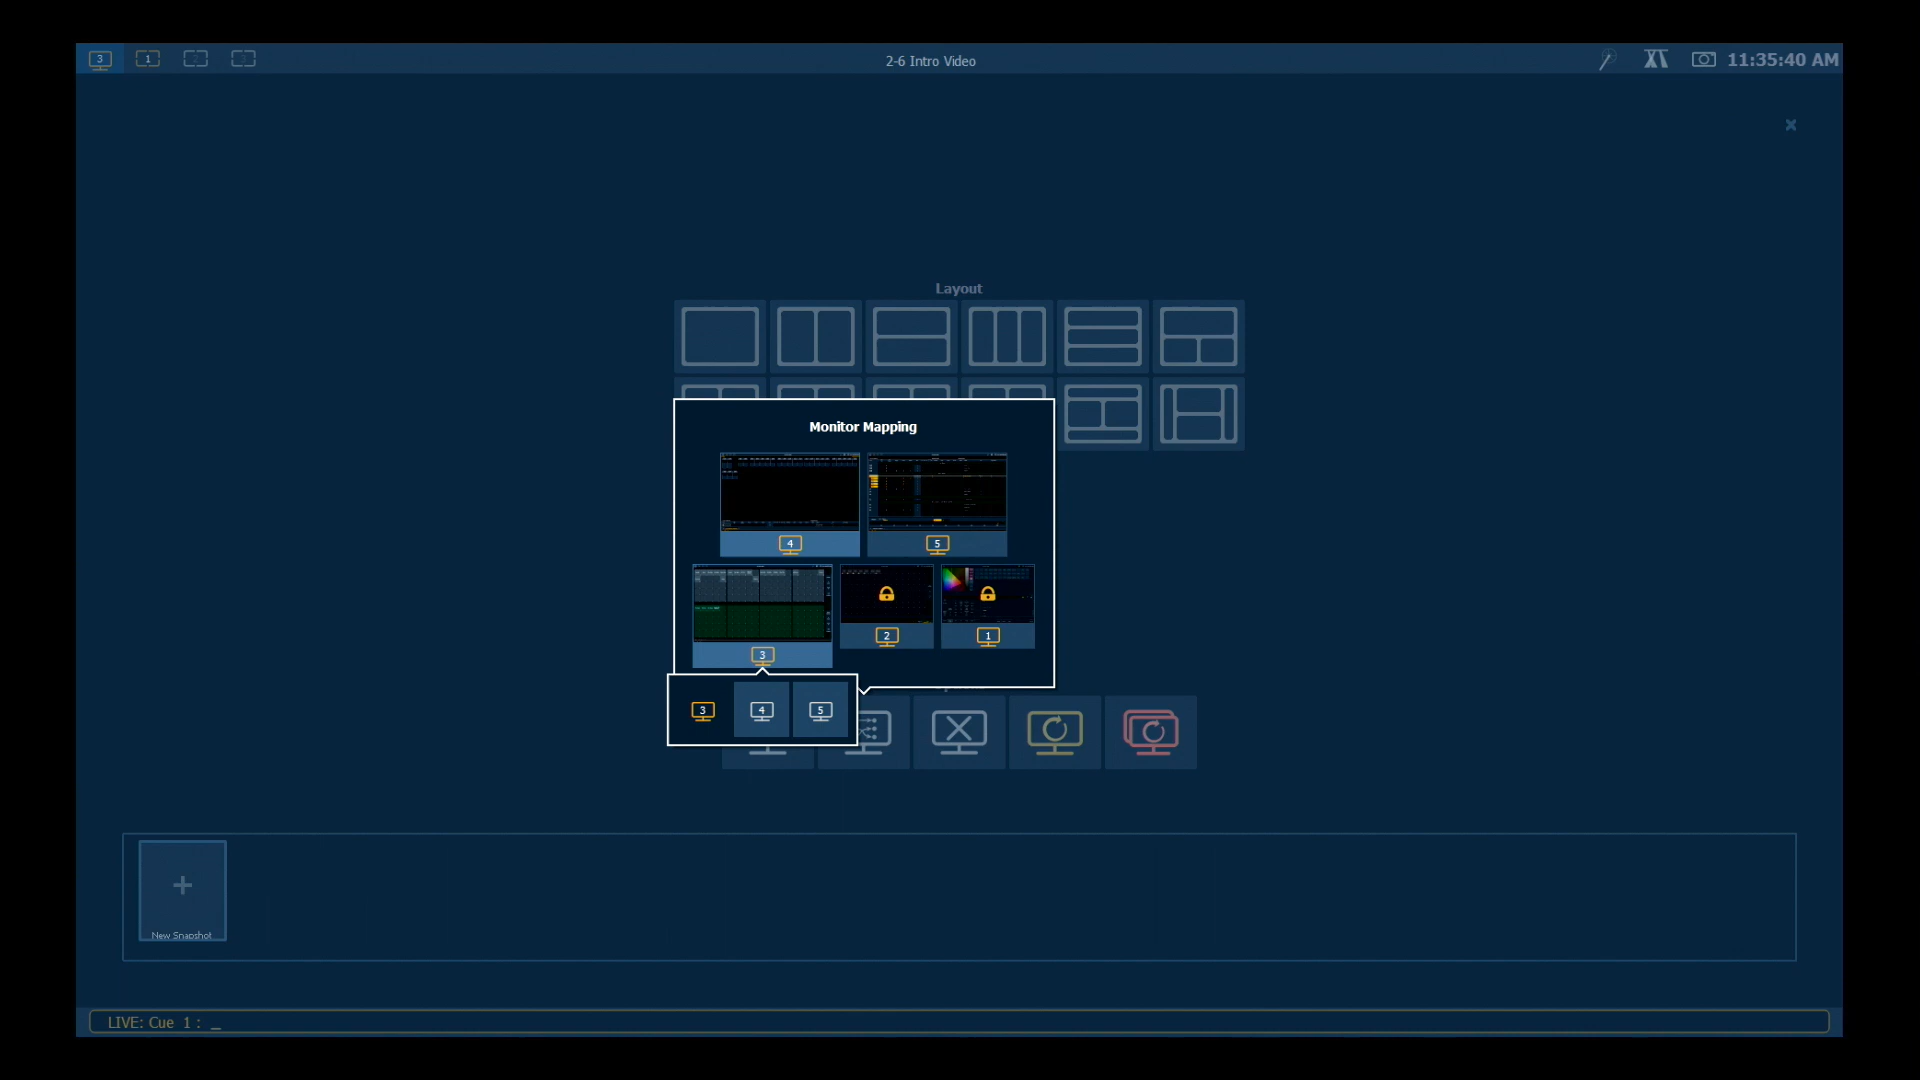 3 1
2-6 Intro Video
11:35:40 AM
Layout
Monitor Mapping
4 5
3 2 1
3 4 5
New Snapshot
LIVE: Cue 1 : _